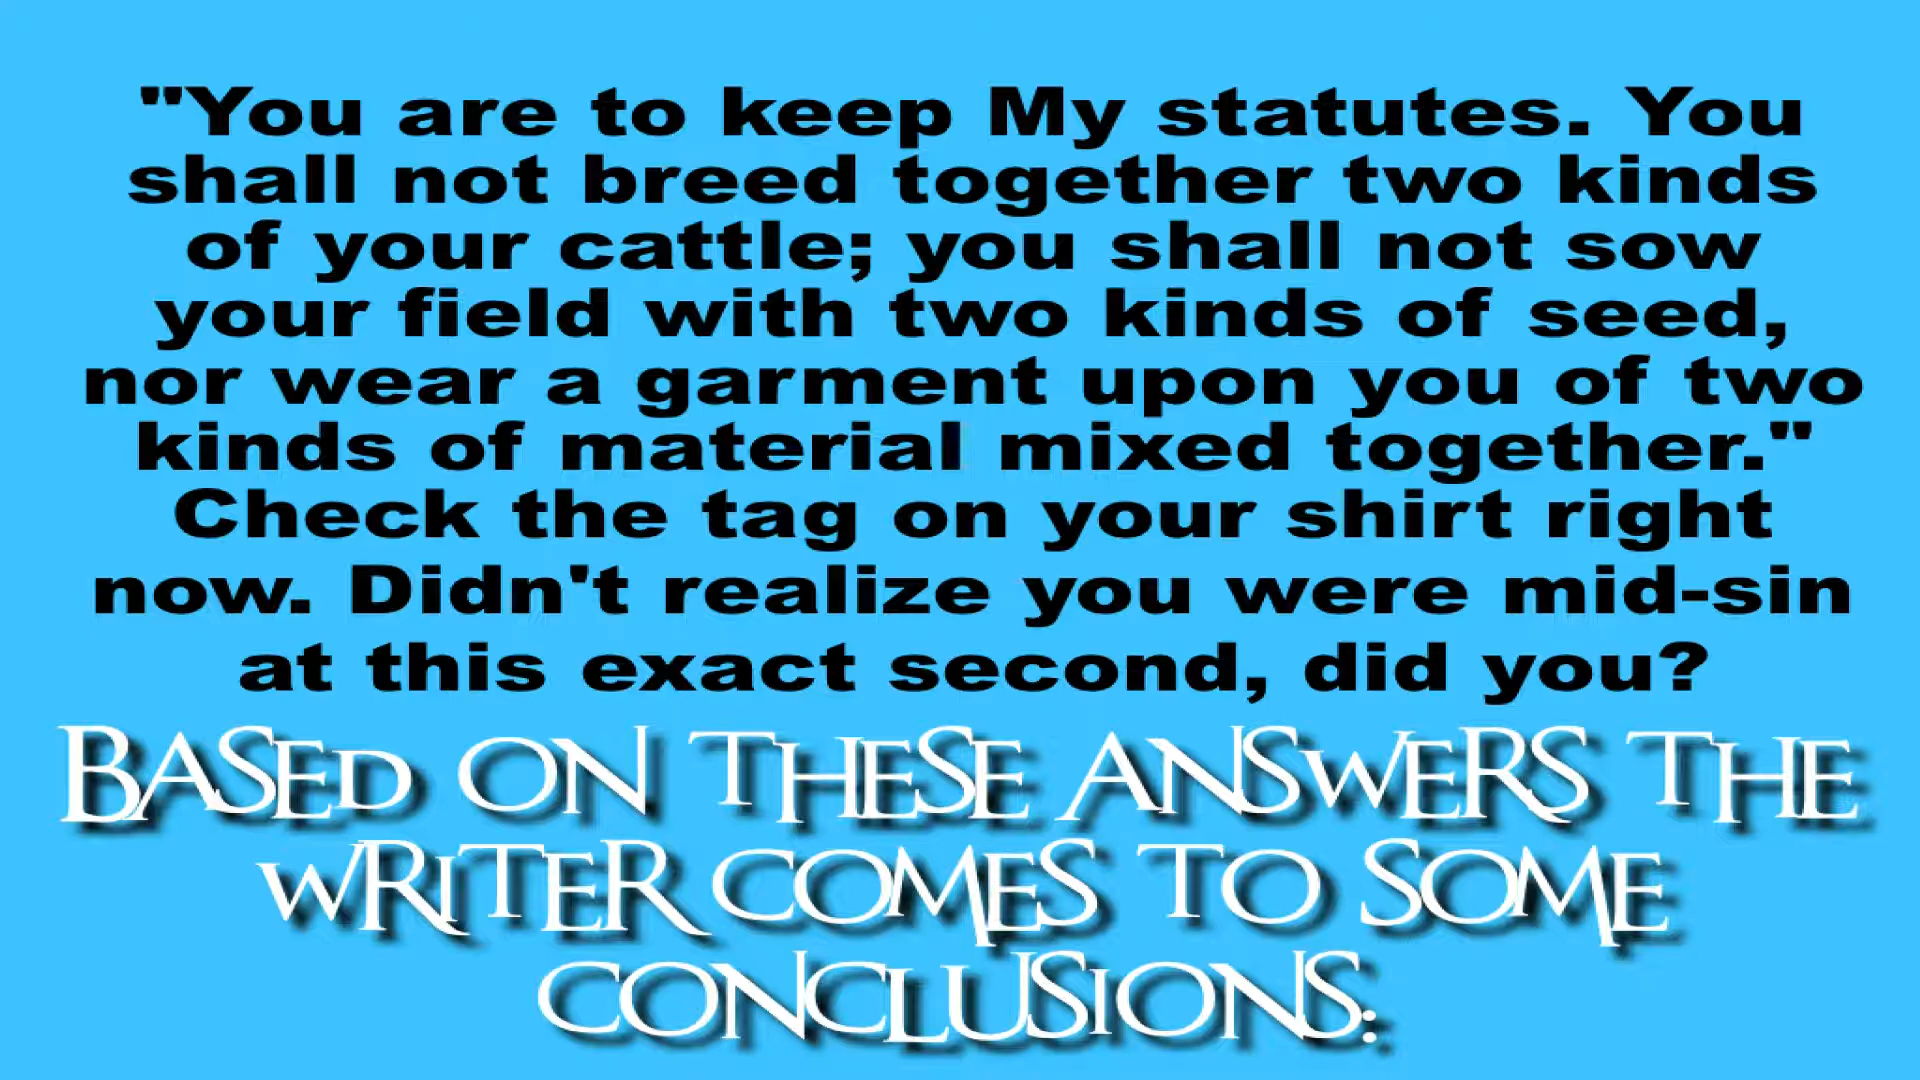 "You are to keep My statutes. You
shall not breed together two kinds
of your cattle; you shall not sow
your field with two kinds of seed,
nor wear a garment upon you of two
kinds of material mixed together."
Check the tag on your shirt right
now. Didn't realize you were mid-sin
at this exact second, did you?
BASED ON THESE ANSWERS THE
WRITER COMES TO SOME
CONCLUSIONS: